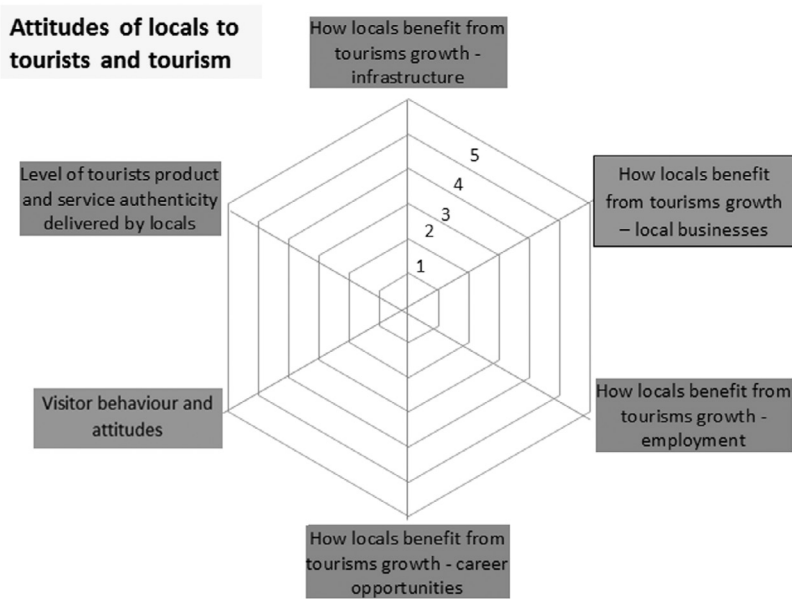 Attitudes of locals to
tourists and tourism
How locals benefit from
tourisms growth -
infrastructure
Level of tourists product
and service authenticity
delivered by locals
5
4
3
2
1
How locals benefit
from tourisms growth
– local businesses
Visitor behaviour and
attitudes
How locals benefit from
tourisms growth -
employment
How locals benefit from
tourisms growth - career
opportunities